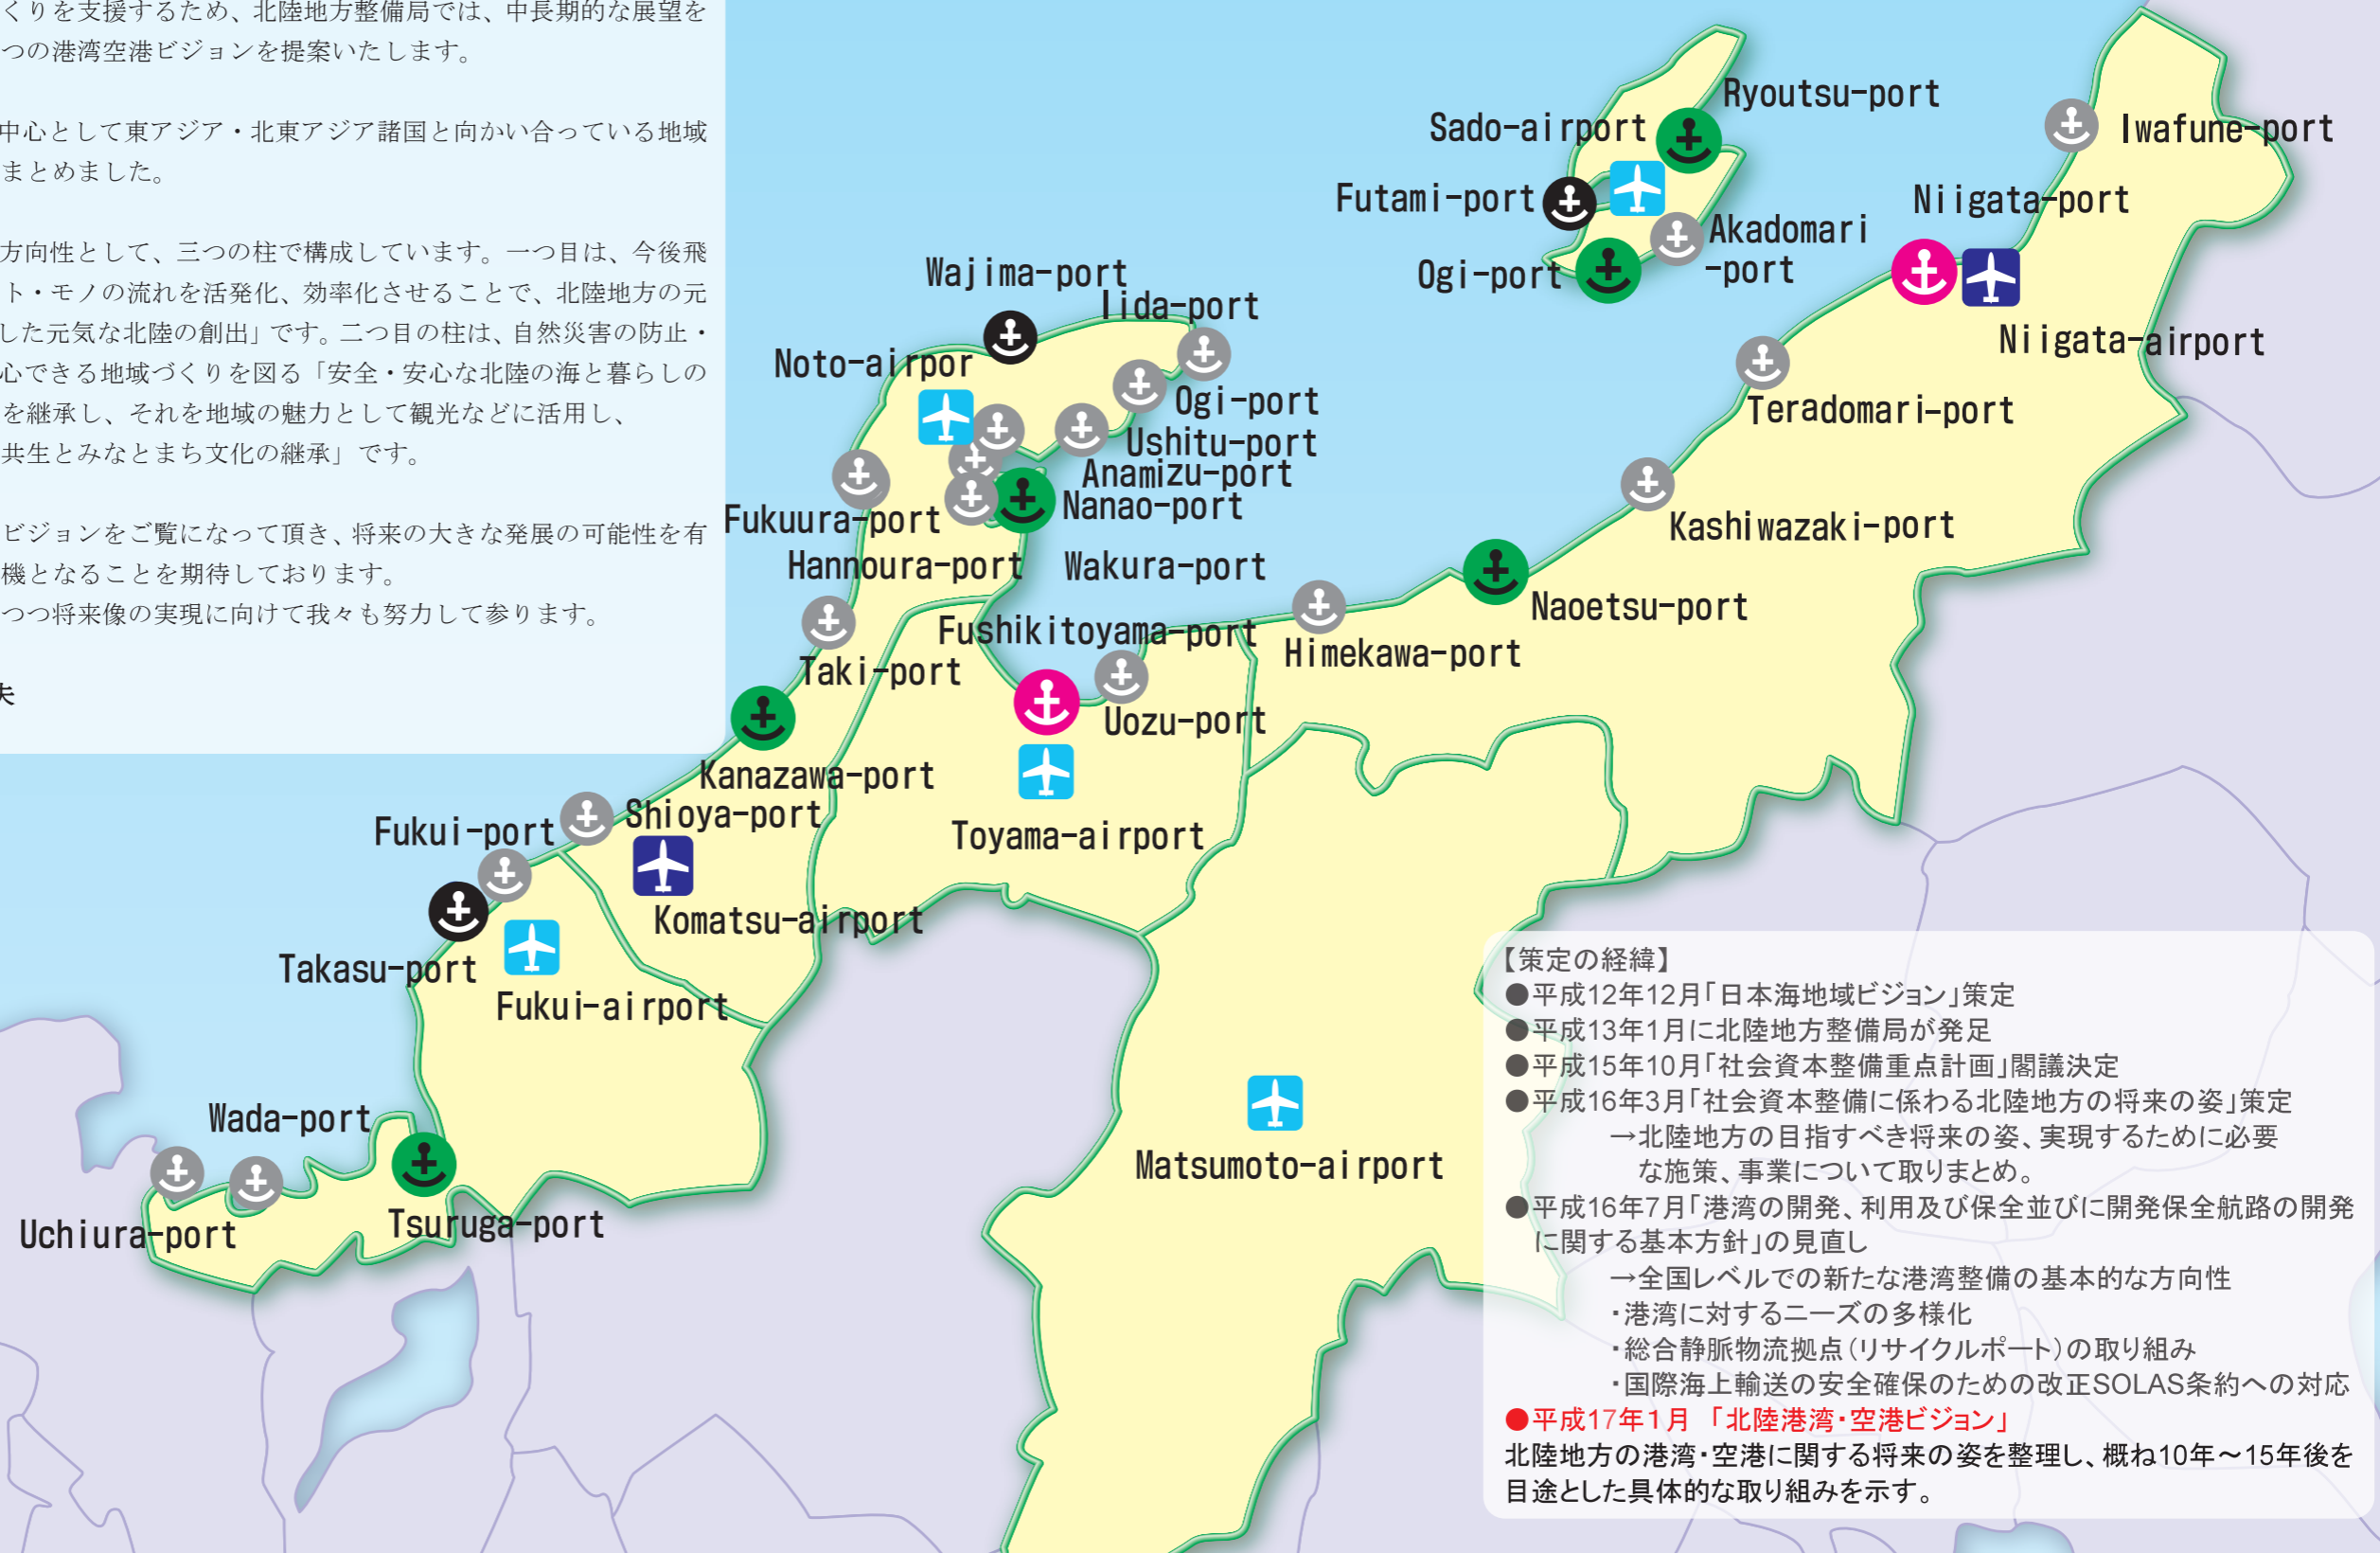 くりを支援するため、北陸地方整備局では、中長期的な展望を
つの港湾空港ビジョンを提案いたします。
中心として東アジア・北東アジア諸国と向かい合っている地域
まとめました。
方向性として、三つの柱で構成しています。一つ目は、今後飛
ト・モノの流れを活発化、効率化させることで、北陸地方の元
した元気な北陸の創出」です。二つ目の柱は、自然災害の防止・
心できる地域づくりを図る「安全・安心な北陸の海と暮らしの
を継承し、それを地域の魅力として観光などに活用し、
共生とみなとまち文化の継承」です。
ビジョンをご覧になって頂き、将来の大きな発展の可能性を有
機となることを期待しております。
つつ将来像の実現に向けて我々も努力して参ります。
夫
Ryoutsu-port
Sado-airport
Iwafune-port
Futami-port
Niigata-port
Akadomari
-port
Ogi-port
Wajima-port
Iida-port
Niigata-airport
Noto-airpor
Ogi-port
Teradomari-port
Ushitu-port
Anamizu-port
Nanao-port
Fukuura-port
Kashiwazaki-port
Hannoura-port
Wakura-port
Naoetsu-port
Fushikitoyama-port
Himekawa-port
Taki-port
Uozu-port
Kanazawa-port
Shioya-port
Fukui-port
Toyama-airport
Komatsu-airport
Takasu-port
Fukui-airport
Wada-port
Matsumoto-airport
Tsuruga-port
Uchiura-port
【策定の経緯】
●平成12年12月「日本海地域ビジョン」策定
●平成13年1月に北陸地方整備局が発足
●平成15年10月「社会資本整備重点計画」閣議決定
●平成16年3月「社会資本整備に係わる北陸地方の将来の姿」策定
→北陸地方の目指すべき将来の姿、実現するために必要
な施策、事業について取りまとめ。
●平成16年7月「港湾の開発、利用及び保全並びに開発保全航路の開発
に関する基本方針」の見直し
→全国レベルでの新たな港湾整備の基本的な方向性
・港湾に対するニーズの多様化
・総合静脈物流拠点（リサイクルポート）の取り組み
・国際海上輸送の安全確保のための改正SOLAS条約への対応
●平成17年1月 「北陸港湾・空港ビジョン」
北陸地方の港湾・空港に関する将来の姿を整理し、概ね10年～15年後を
目途とした具体的な取り組みを示す。